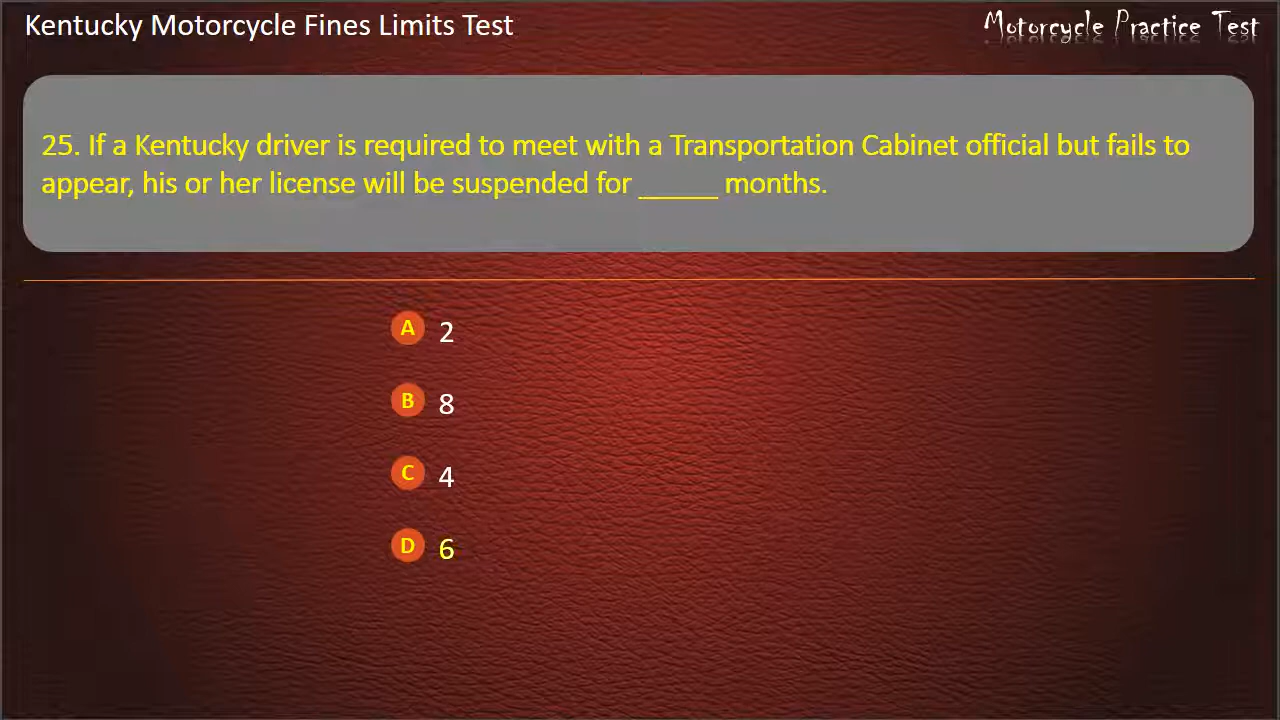 Kentucky Motorcycle Fines Limits Test
Motorcycle Practice Test
25. If a Kentucky driver is required to meet with a Transportation Cabinet official but fails to
appear, his or her license will be suspended for _____ months.
A 2
B 8
C 4
D 6